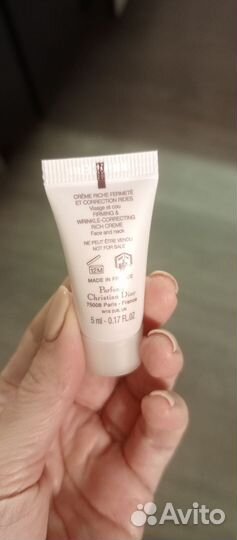 CRÈME RICHE FERMETÉ
ET CORRECTION RIDES
Visage et cou
FIRMING &
WRINKLE-CORRECTING
RICH CREME
Face and neck
NE PEUT ÊTRE VENDU
NOT FOR SALE
12M
MADE IN FRANCE
Parfums
Christian Dior
75008 Paris - France
5 ml - 0.17 FL.OZ
Avito